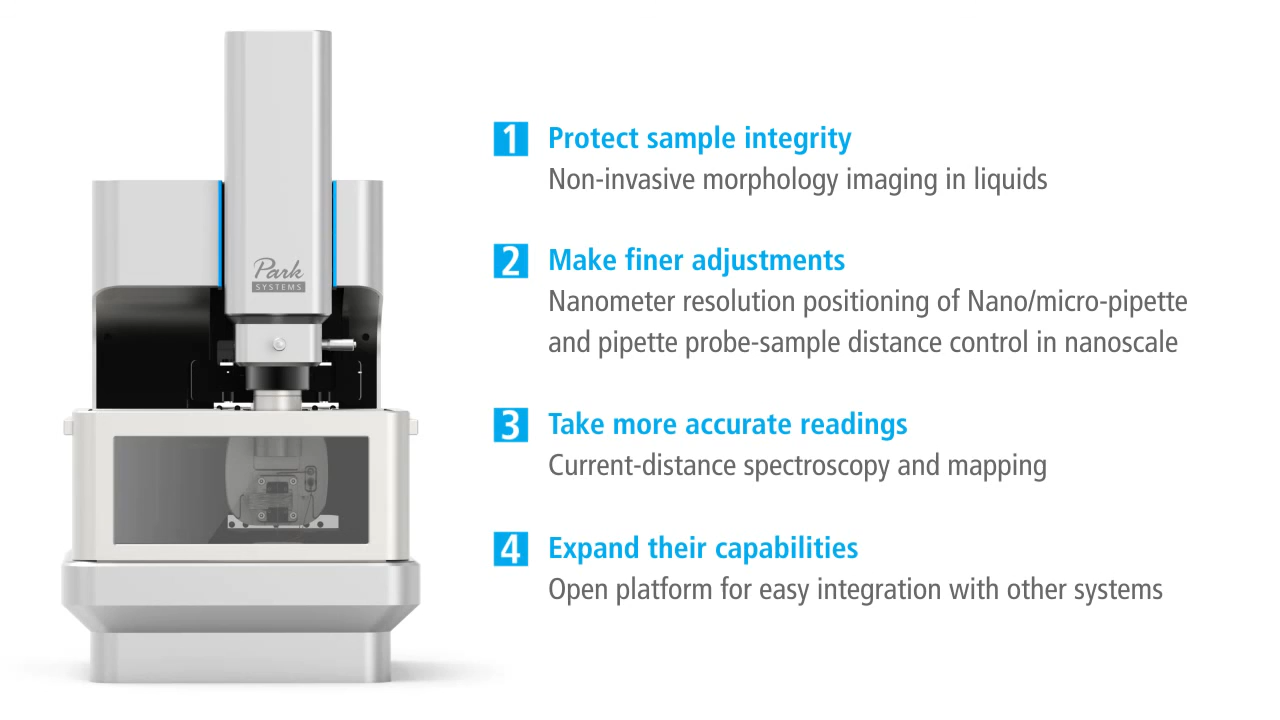 Park
SYSTEMS
1 Protect sample integrity
Non-invasive morphology imaging in liquids
2 Make finer adjustments
Nanometer resolution positioning of Nano/micro-pipette
and pipette probe-sample distance control in nanoscale
3 Take more accurate readings
Current-distance spectroscopy and mapping
4 Expand their capabilities
Open platform for easy integration with other systems